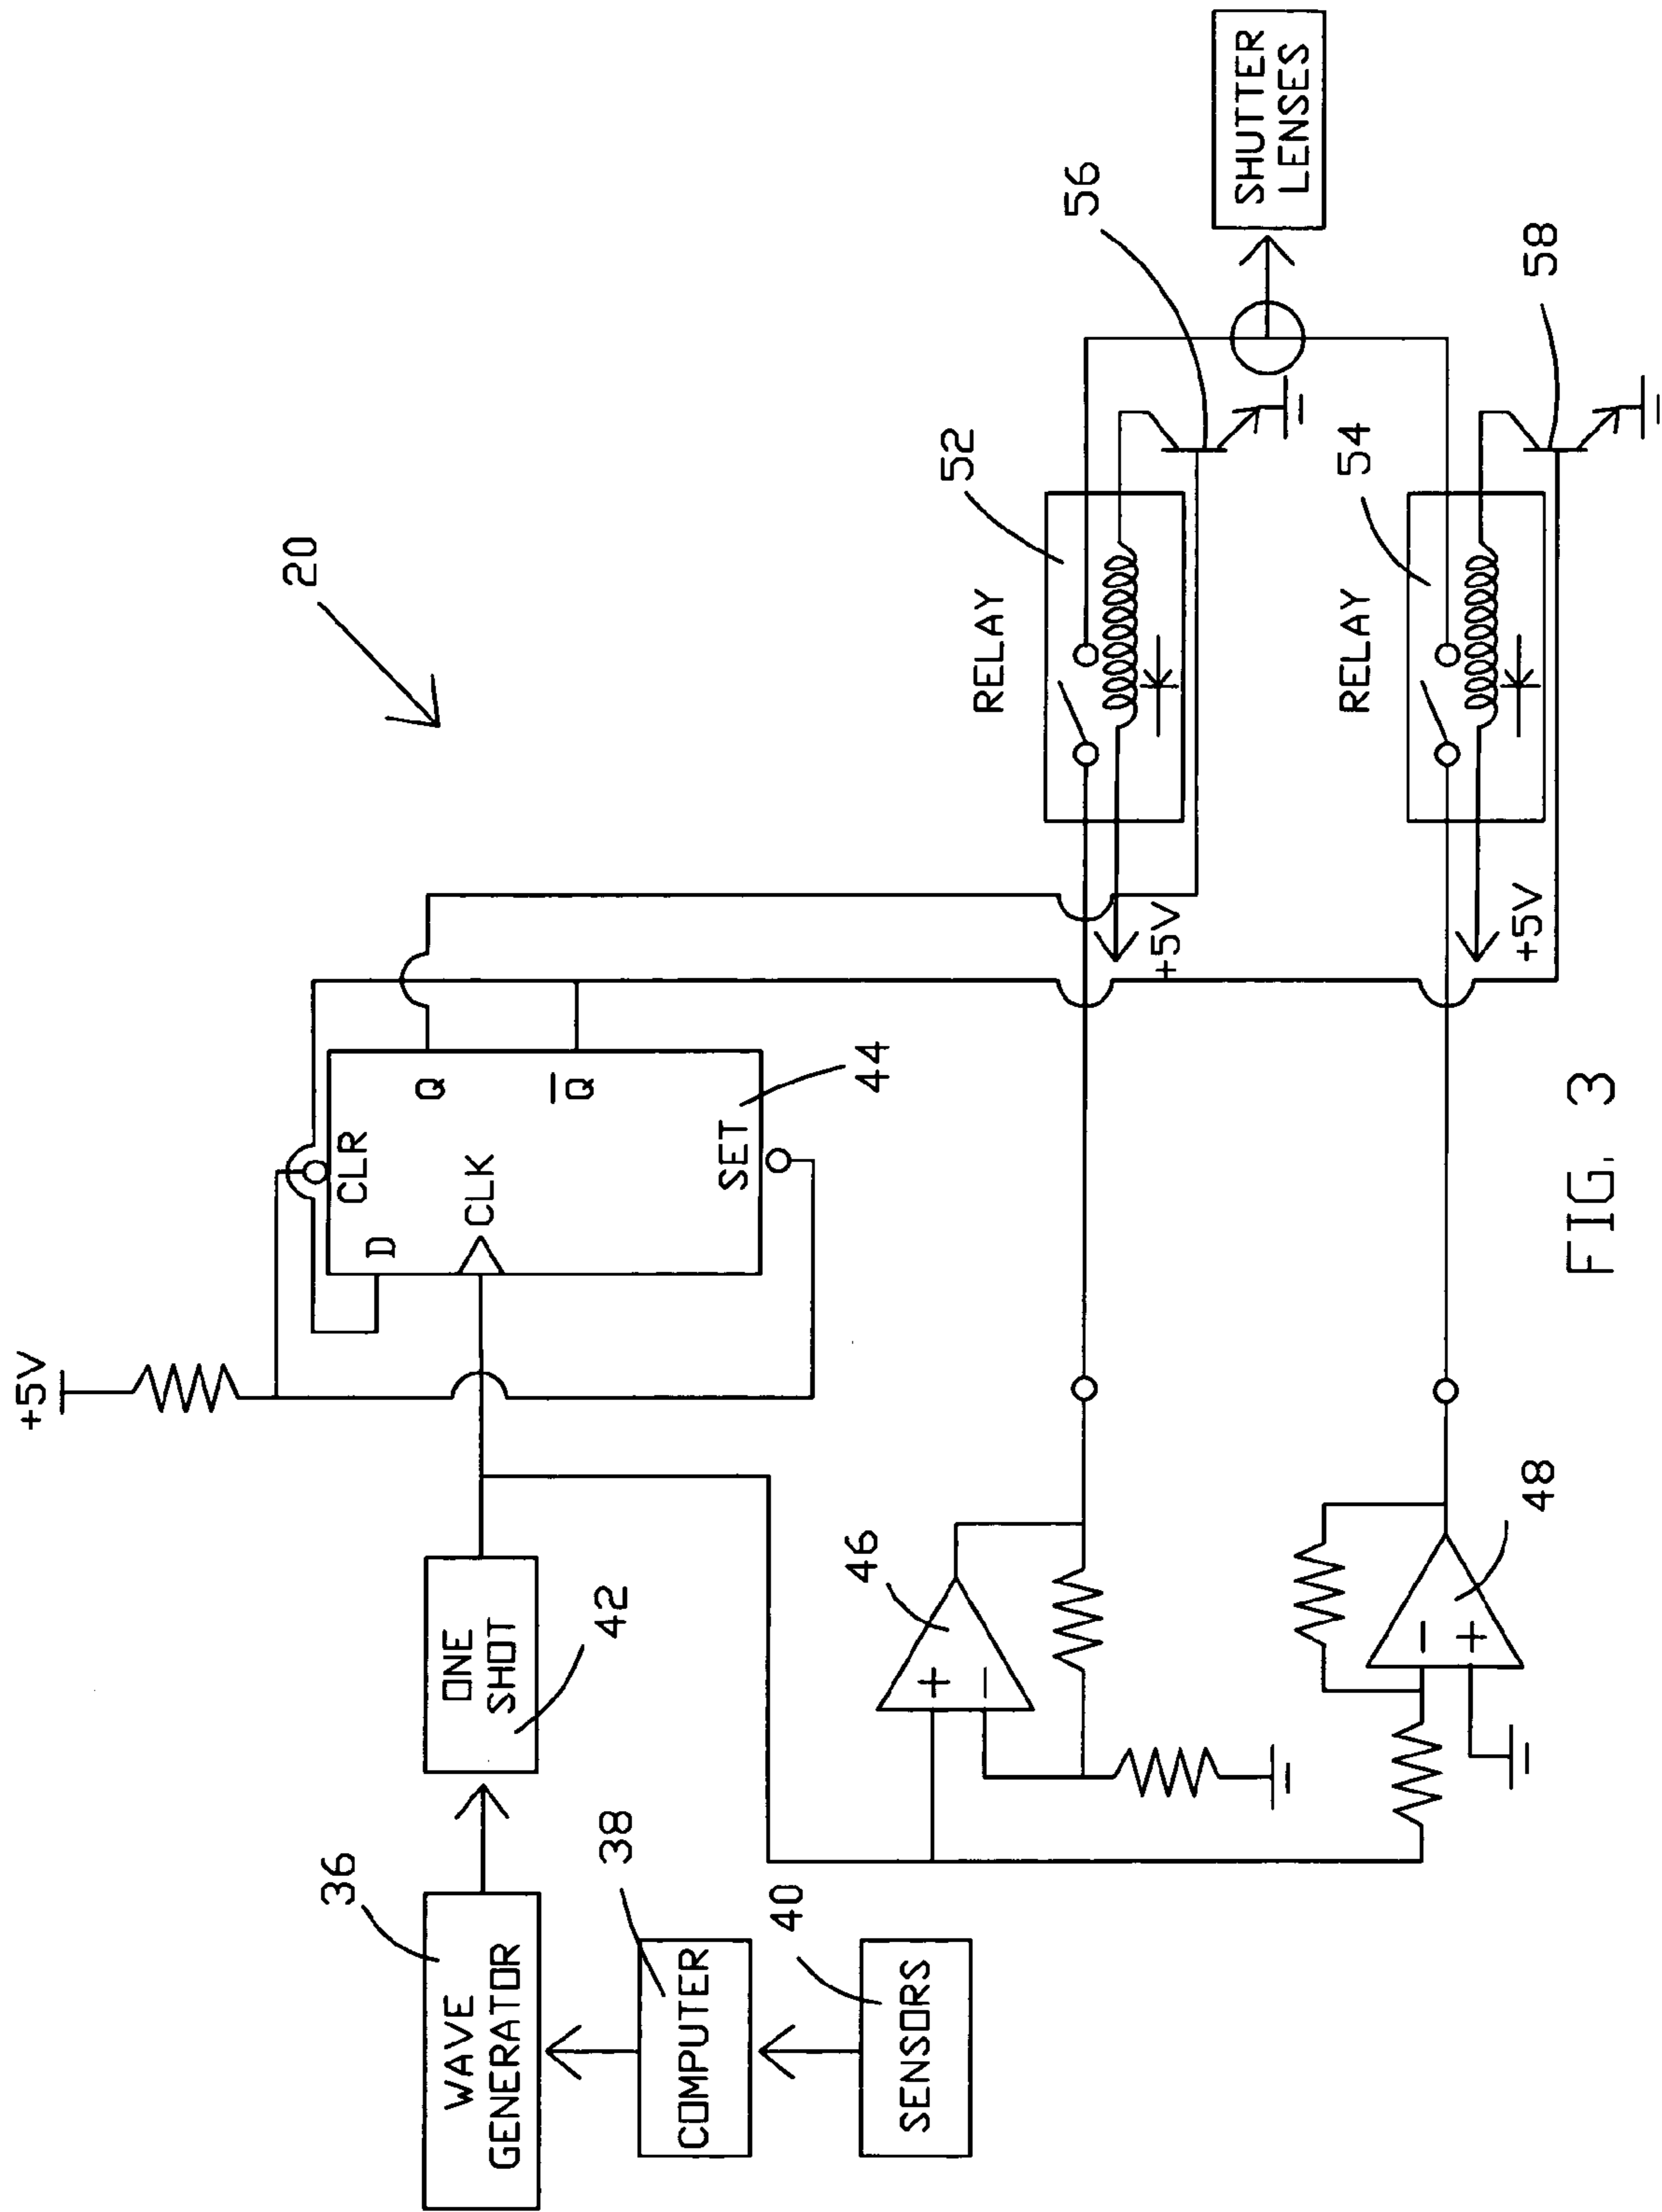 20
+5V
CLR
D
Q
CLK
Q
SET
44
36
WAVE
GENERATOR
ONE
SHOT
42
38
COMPUTER
40
SENSORS
46
+
−
RELAY
52
56
+5V
SHUTTER
LENSES
RELAY
54
58
+5V
−
+
48
FIG. 3